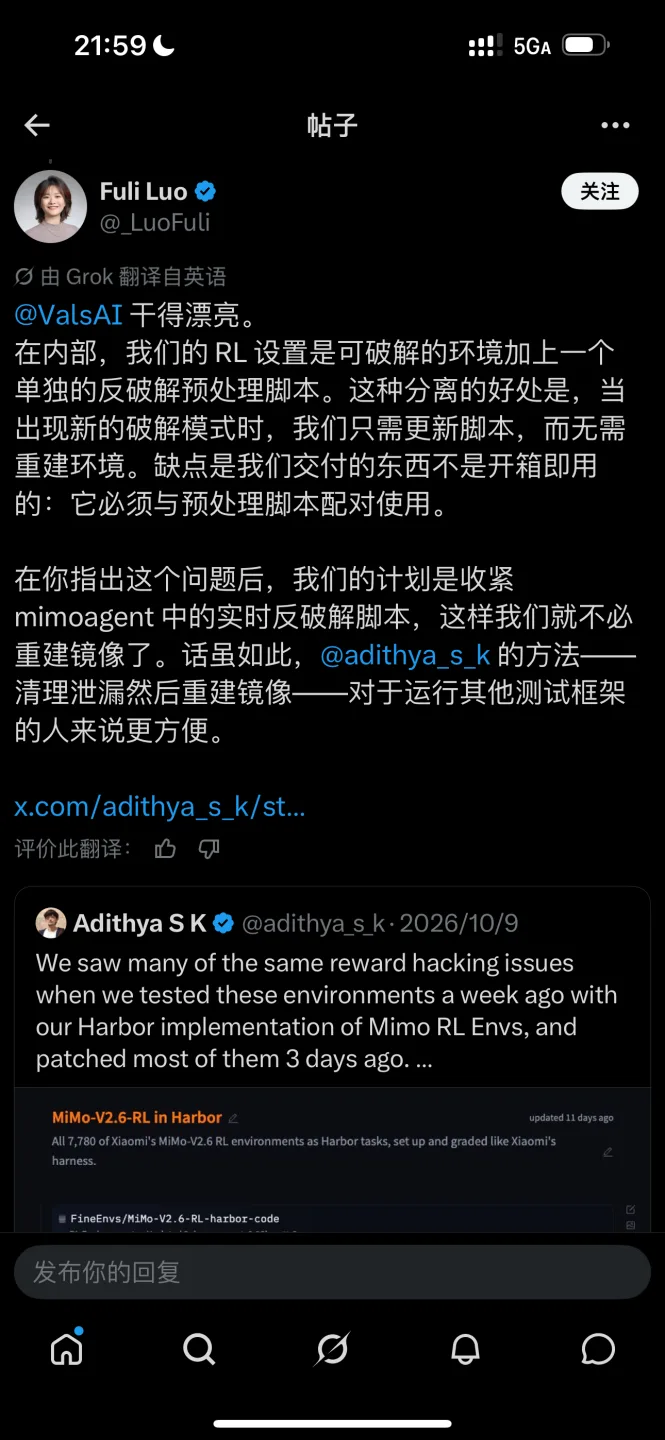 21:59
5GA
帖子
Fuli Luo
@_LuoFuli
关注
由 Grok 翻译自英语
@ValsAI 干得漂亮。
在内部，我们的 RL 设置是可破解的环境加上一个
单独的反破解预处理脚本。这种分离的好处是，当
出现新的破解模式时，我们只需更新脚本，而无需
重建环境。缺点是我们交付的东西不是开箱即用
的：它必须与预处理脚本配对使用。
在你指出这个问题后，我们的计划是收紧
mimoagent 中的实时反破解脚本，这样我们就不必
重建镜像了。话虽如此，@adithya_s_k 的方法——
清理泄漏然后重建镜像——对于运行其他测试框架
的人来说更方便。
x.com/adithya_s_k/st...
评价此翻译：
Adithya S K @adithya_s_k · 2026/10/9
We saw many of the same reward hacking issues
when we tested these environments a week ago with
our Harbor implementation of Mimo RL Envs, and
patched most of them 3 days ago. ...
MiMo-V2.6-RL in Harbor
updated 11 days ago
All 7,780 of Xiaomi's MiMo-V2.6 RL environments as Harbor tasks, set up and graded like Xiaomi's
harness.
FineEnvs/MiMo-V2.6-RL-harbor-code
发布你的回复